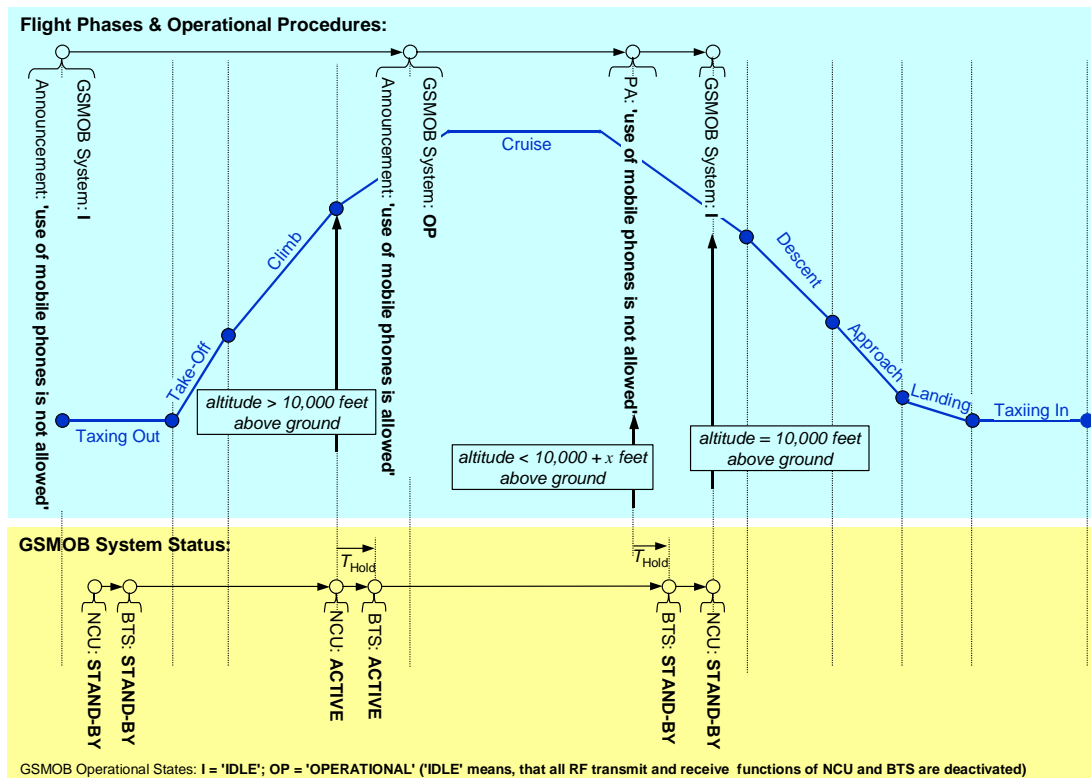 Flight Phases & Operational Procedures:
Announcement: 'use of mobile phones is not allowed'
GSMOB System: I
Announcement: 'use of mobile phones is allowed'
GSMOB System: OP
PA: 'use of mobile phones is not allowed'
GSMOB System: I
Taxing Out
Take-Off
Climb
Cruise
Descent
Approach
Landing
Taxiing In
altitude > 10,000 feet
above ground
altitude < 10,000 + x feet
above ground
altitude = 10,000 feet
above ground
GSMOB System Status:
THold
THold
NCU: STAND-BY
BTS: STAND-BY
NCU: ACTIVE
BTS: ACTIVE
BTS: STAND-BY
NCU: STAND-BY
GSMOB Operational States: I = 'IDLE'; OP = 'OPERATIONAL' ('IDLE' means, that all RF transmit and receive functions of NCU and BTS are deactivated)